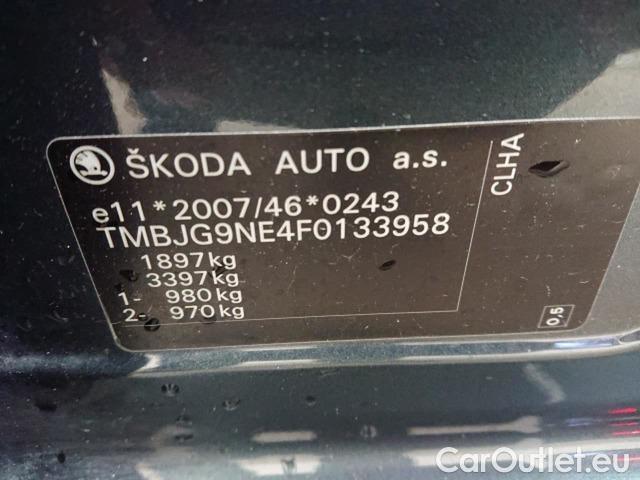 ŠKODA AUTO a.s.
e11*2007/46*0243
TMBJG9NE4F0133958
1897kg
3397kg
1- 980kg
2- 970kg
CLHA
0,5
CarOutlet.eu